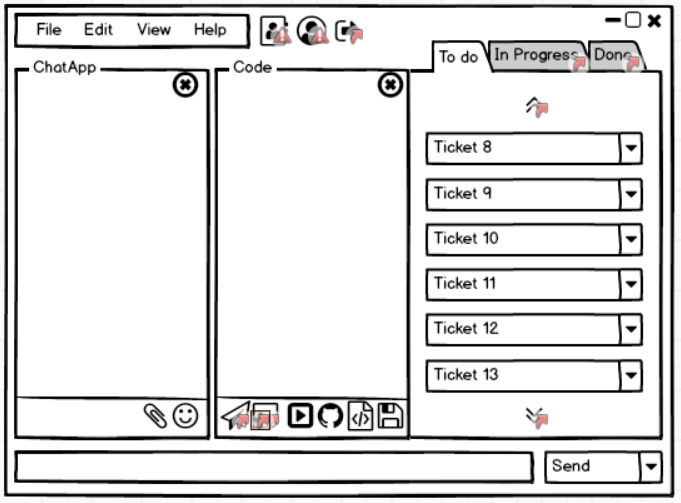 File Edit View Help
To do In Progress Done
ChatApp
Code
Ticket 8
Ticket 9
Ticket 10
Ticket 11
Ticket 12
Ticket 13
</>
Send